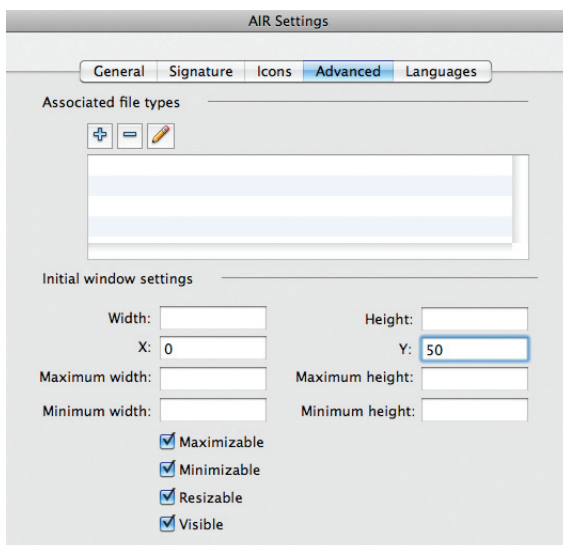 AIR Settings
General Signature Icons Advanced Languages
Associated file types
Initial window settings
Width: Height:
X: 0 Y: 50
Maximum width: Maximum height:
Minimum width: Minimum height:
Maximizable
Minimizable
Resizable
Visible